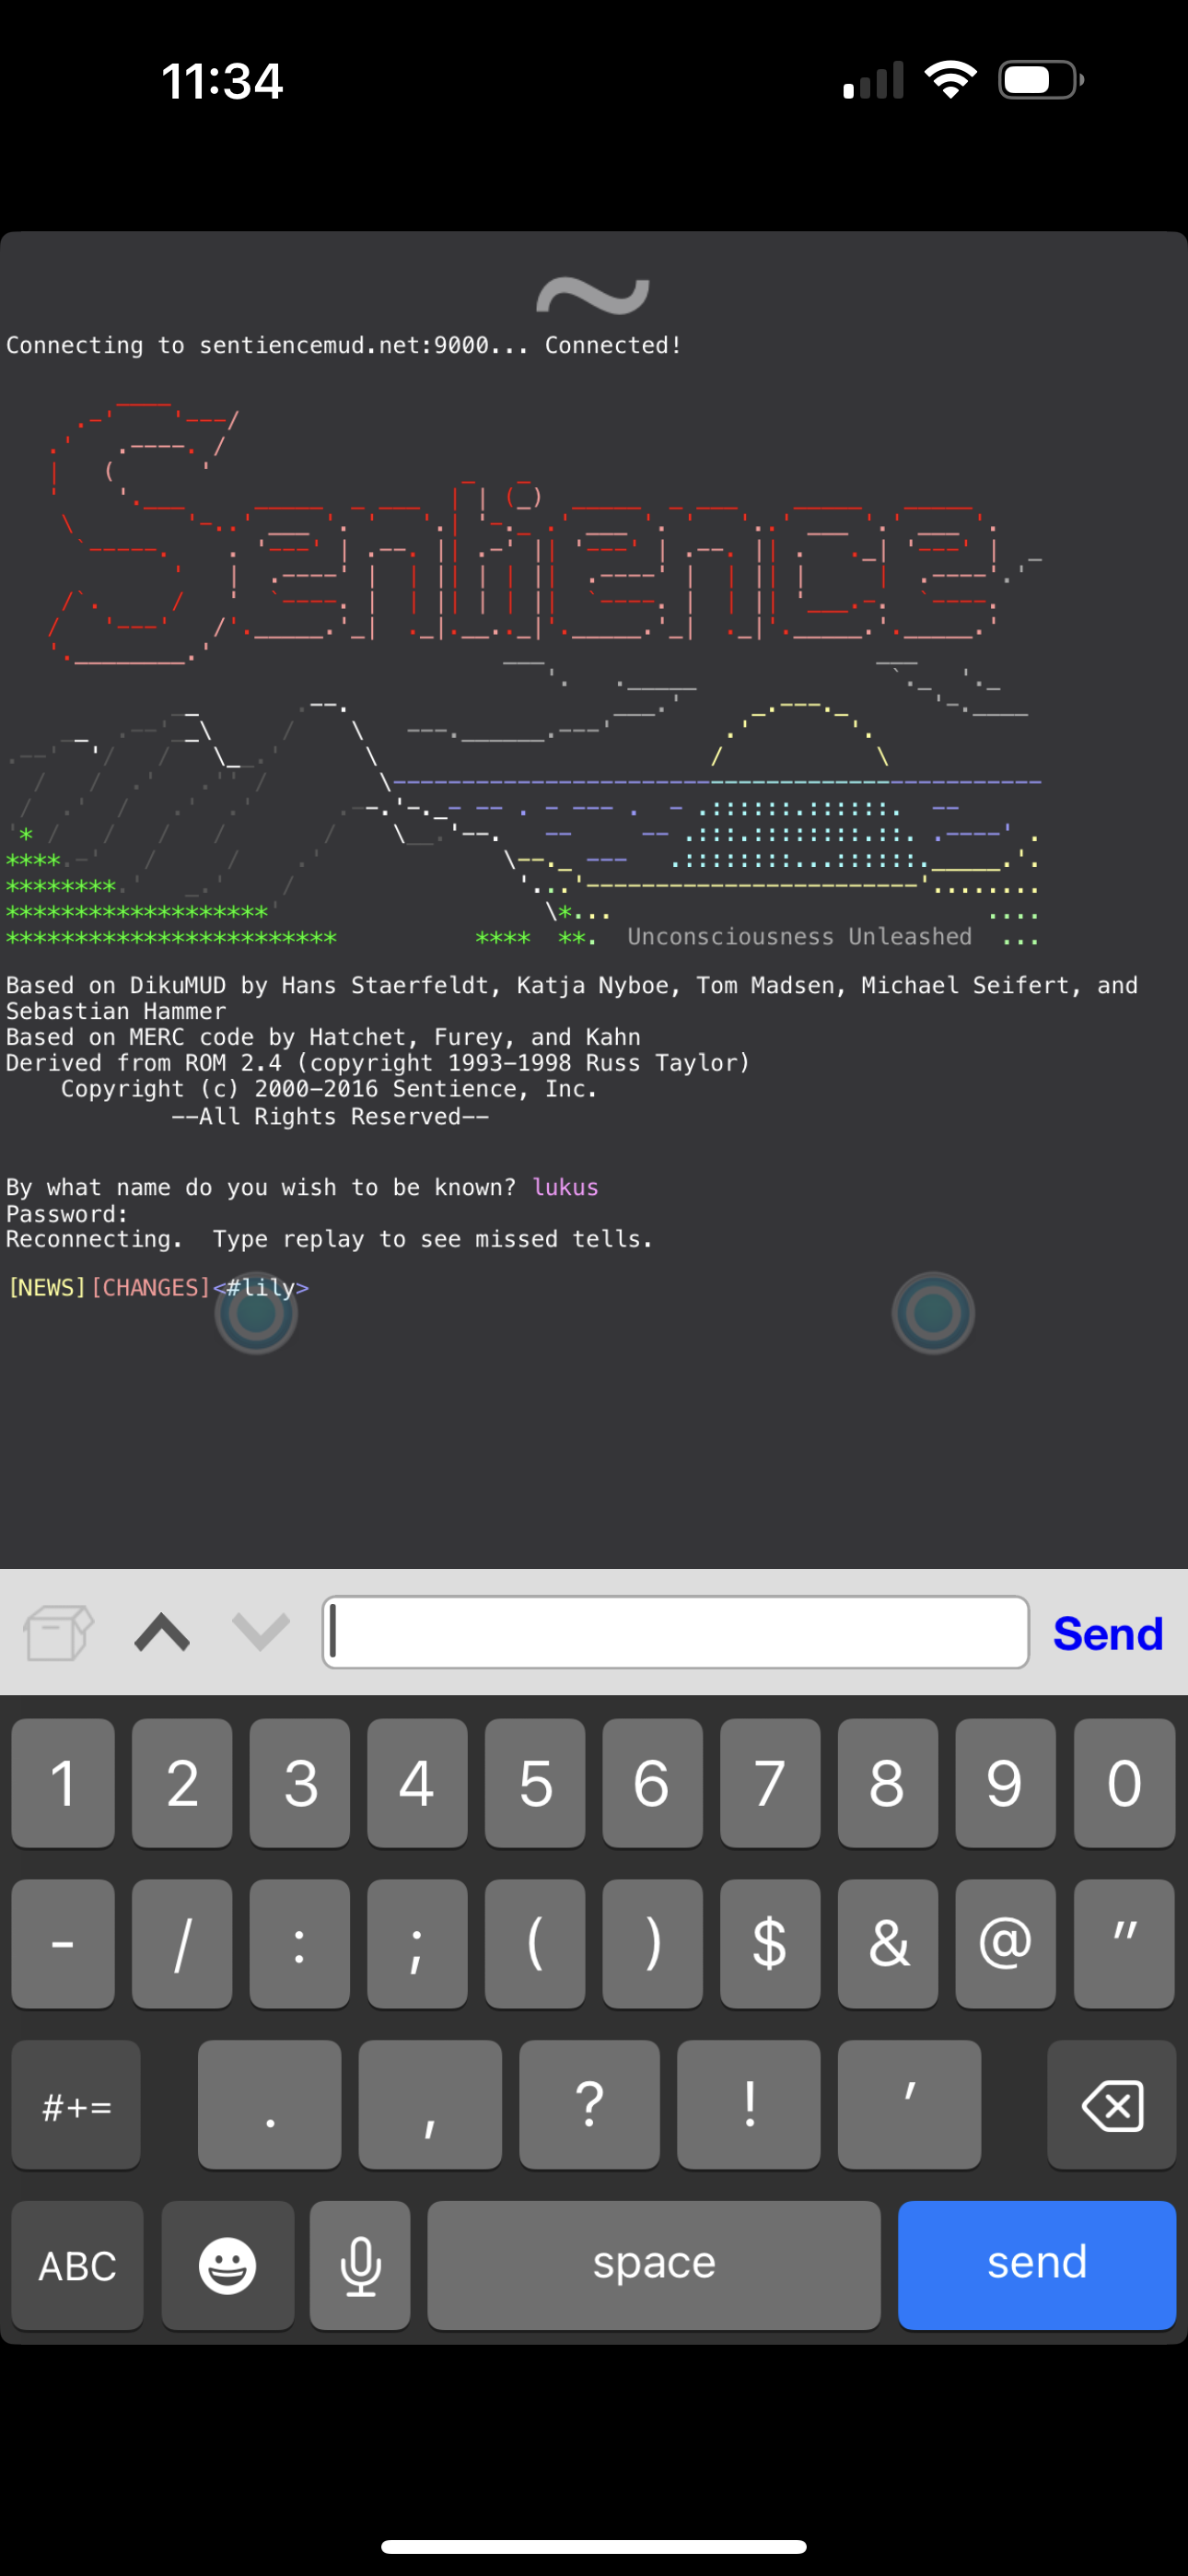 11:34
~
Connecting to sentiencemud.net:9000... Connected!
Sentience
Unconsciousness Unleashed
Based on DikuMUD by Hans Staerfeldt, Katja Nyboe, Tom Madsen, Michael Seifert, and
Sebastian Hammer
Based on MERC code by Hatchet, Furey, and Kahn
Derived from ROM 2.4 (copyright 1993-1998 Russ Taylor)
Copyright (c) 2000-2016 Sentience, Inc.
--All Rights Reserved--
By what name do you wish to be known? lukus
Password:
Reconnecting.  Type replay to see missed tells.
[NEWS][CHANGES]<#lily>
Send
1 2 3 4 5 6 7 8 9 0
- / : ; ( ) $ & @ "
#+= . , ? ! '
ABC space send